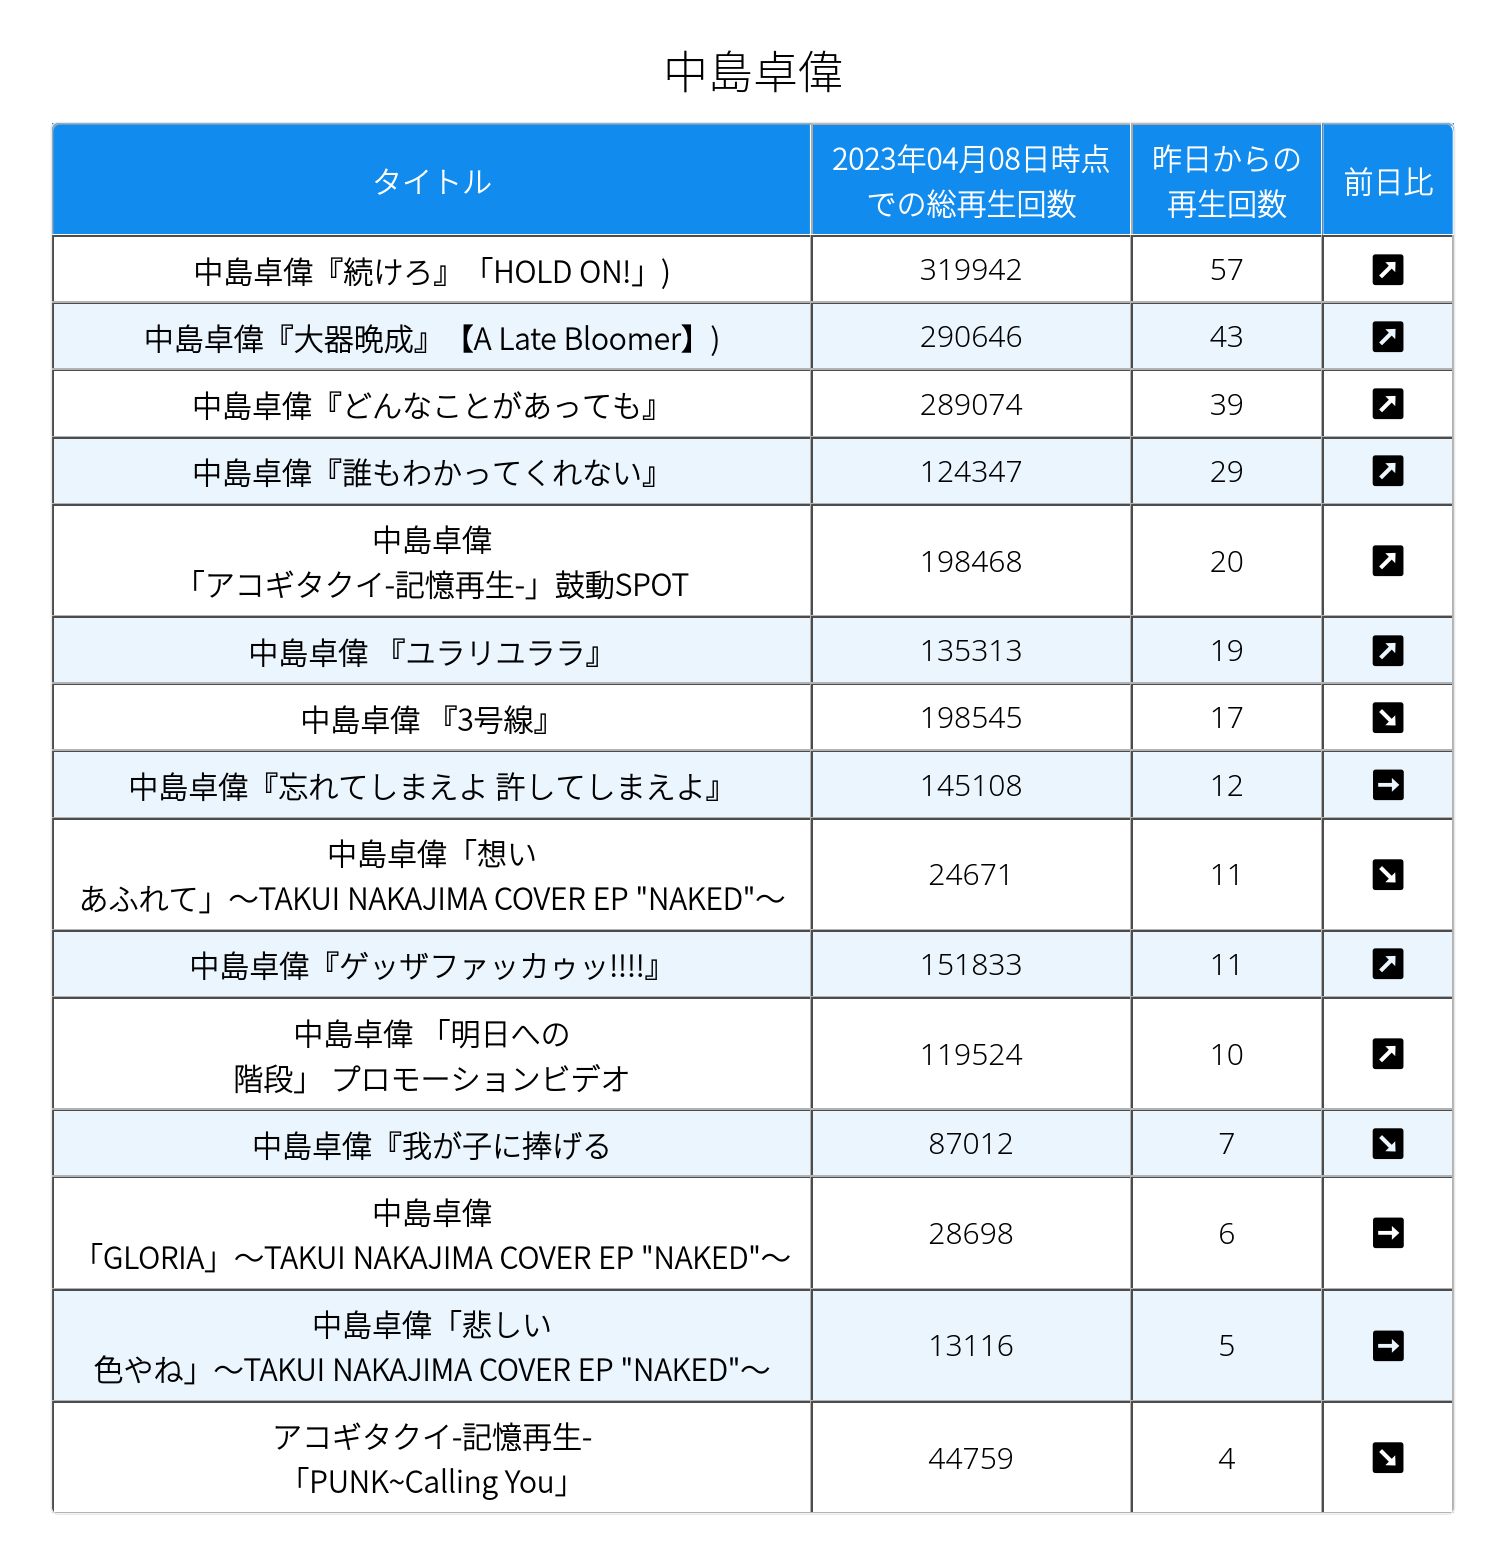 中島卓偉
タイトル
2023年04月08日時点
での総再生回数
昨日からの
再生回数
前日比
中島卓偉『続けろ』「HOLD ON!」)
319942
57
中島卓偉『大器晩成』【A Late Bloomer】)
290646
43
中島卓偉『どんなことがあっても』
289074
39
中島卓偉『誰もわかってくれない』
124347
29
中島卓偉
「アコギタクイ-記憶再生-」鼓動SPOT
198468
20
中島卓偉 『ユラリユララ』
135313
19
中島卓偉 『3号線』
198545
17
中島卓偉『忘れてしまえよ 許してしまえよ』
145108
12
中島卓偉「想い
あふれて」～TAKUI NAKAJIMA COVER EP "NAKED"～
24671
11
中島卓偉『ゲッザファッカゥッ!!!!』
151833
11
中島卓偉 「明日への
階段」 プロモーションビデオ
119524
10
中島卓偉『我が子に捧げる
87012
7
中島卓偉
「GLORIA」～TAKUI NAKAJIMA COVER EP "NAKED"～
28698
6
中島卓偉「悲しい
色やね」～TAKUI NAKAJIMA COVER EP "NAKED"～
13116
5
アコギタクイ-記憶再生-
「PUNK~Calling You」
44759
4